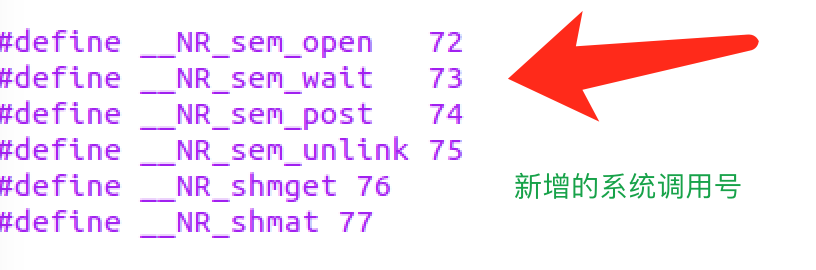 #define __NR_sem_open   72
#define __NR_sem_wait   73
#define __NR_sem_post   74
#define __NR_sem_unlink 75
#define __NR_shmget 76
新增的系统调用号
#define __NR_shmat 77